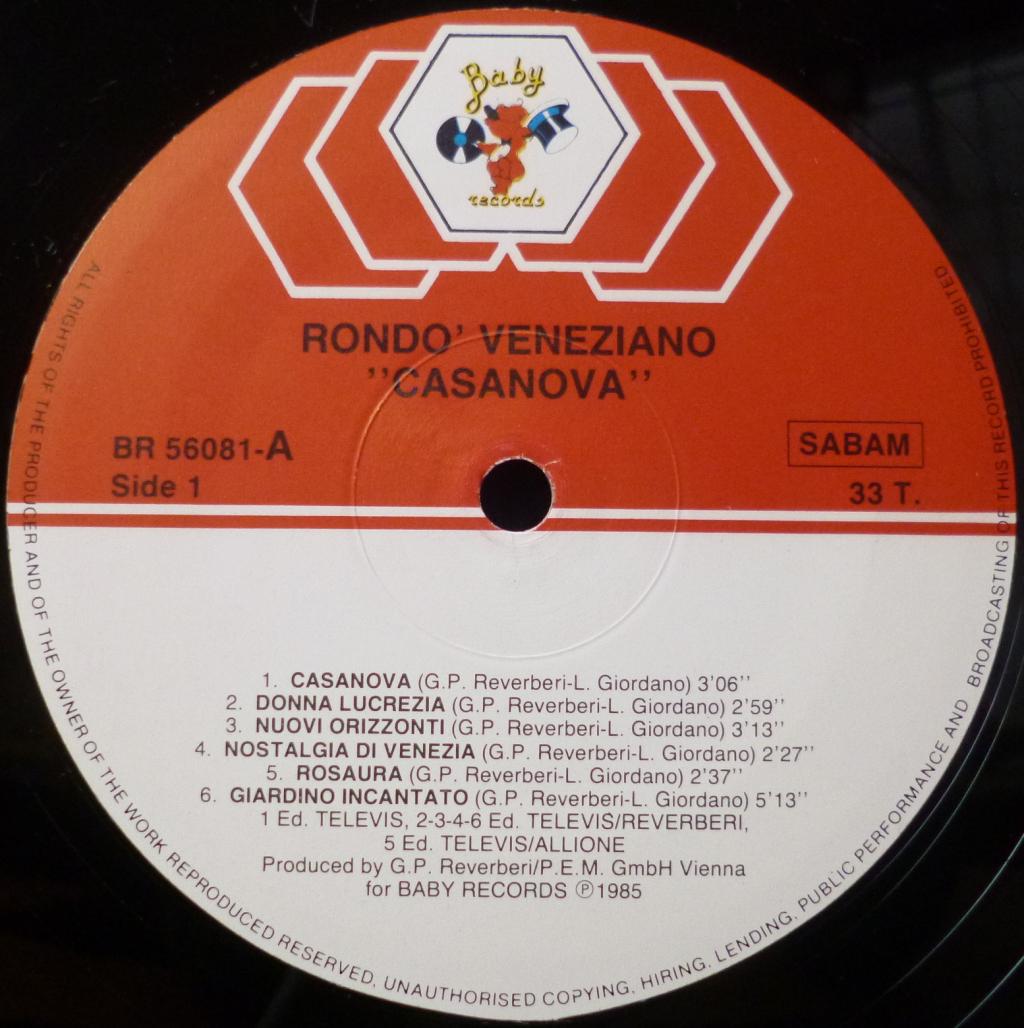 Baby
records
RONDO' VENEZIANO
''CASANOVA''
BR 56081-A
Side 1
SABAM
33 T.
1. CASANOVA (G.P. Reverberi-L. Giordano) 3'06''
2. DONNA LUCREZIA (G.P. Reverberi-L. Giordano) 2'59''
3. NUOVI ORIZZONTI (G.P. Reverberi-L. Giordano) 3'13''
4. NOSTALGIA DI VENEZIA (G.P. Reverberi-L. Giordano) 2'27''
5. ROSAURA (G.P. Reverberi-L. Giordano) 2'37''
6. GIARDINO INCANTATO (G.P. Reverberi-L. Giordano) 5'13''
1 Ed. TELEVIS, 2-3-4-6 Ed. TELEVIS/REVERBERI,
5 Ed. TELEVIS/ALLIONE
Produced by G.P. Reverberi/P.E.M. GmbH Vienna
for BABY RECORDS ℗1985
ALL RIGHTS OF THE PRODUCER AND OF THE OWNER OF THE WORK REPRODUCED RESERVED, UNAUTHORISED COPYING, HIRING, LENDING, PUBLIC PERFORMANCE AND BROADCASTING OF THIS RECORD PROHIBITED